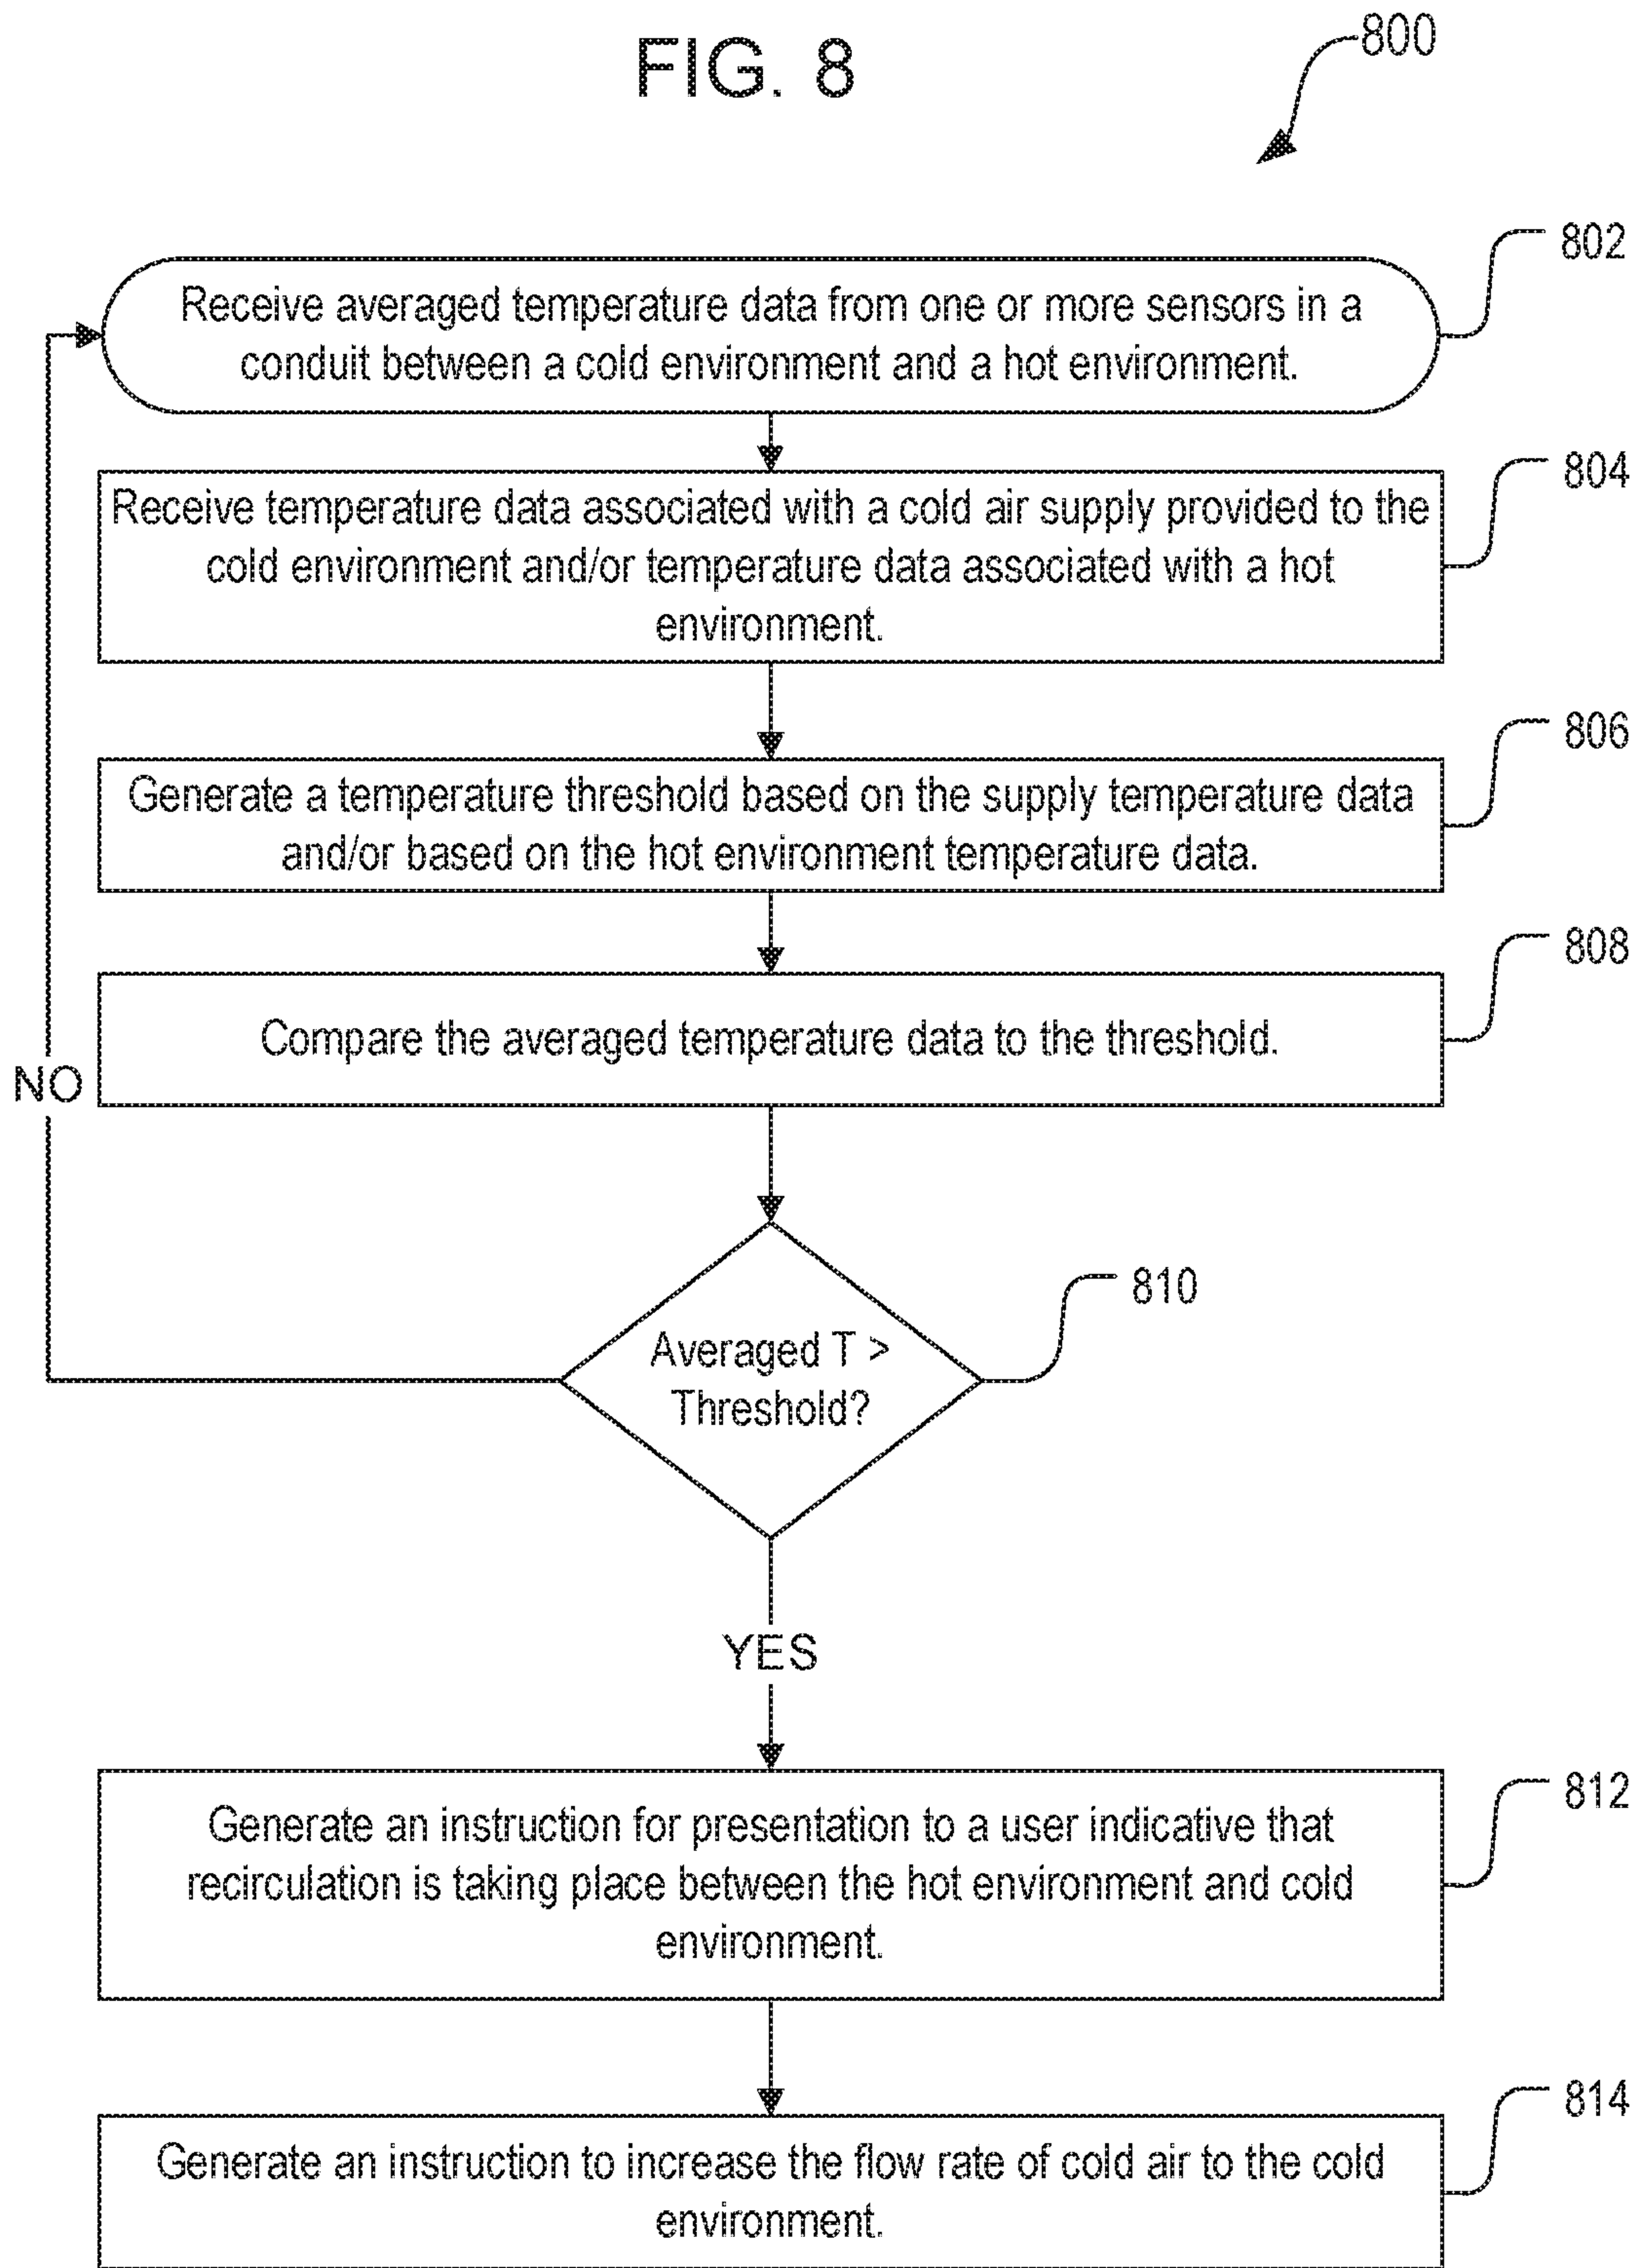 FIG. 8
800
Receive averaged temperature data from one or more sensors in a
conduit between a cold environment and a hot environment.
802
Receive temperature data associated with a cold air supply provided to the
cold environment and/or temperature data associated with a hot
environment.
804
Generate a temperature threshold based on the supply temperature data
and/or based on the hot environment temperature data.
806
Compare the averaged temperature data to the threshold.
808
NO
Averaged T >
Threshold?
810
YES
Generate an instruction for presentation to a user indicative that
recirculation is taking place between the hot environment and cold
environment.
812
Generate an instruction to increase the flow rate of cold air to the cold
environment.
814